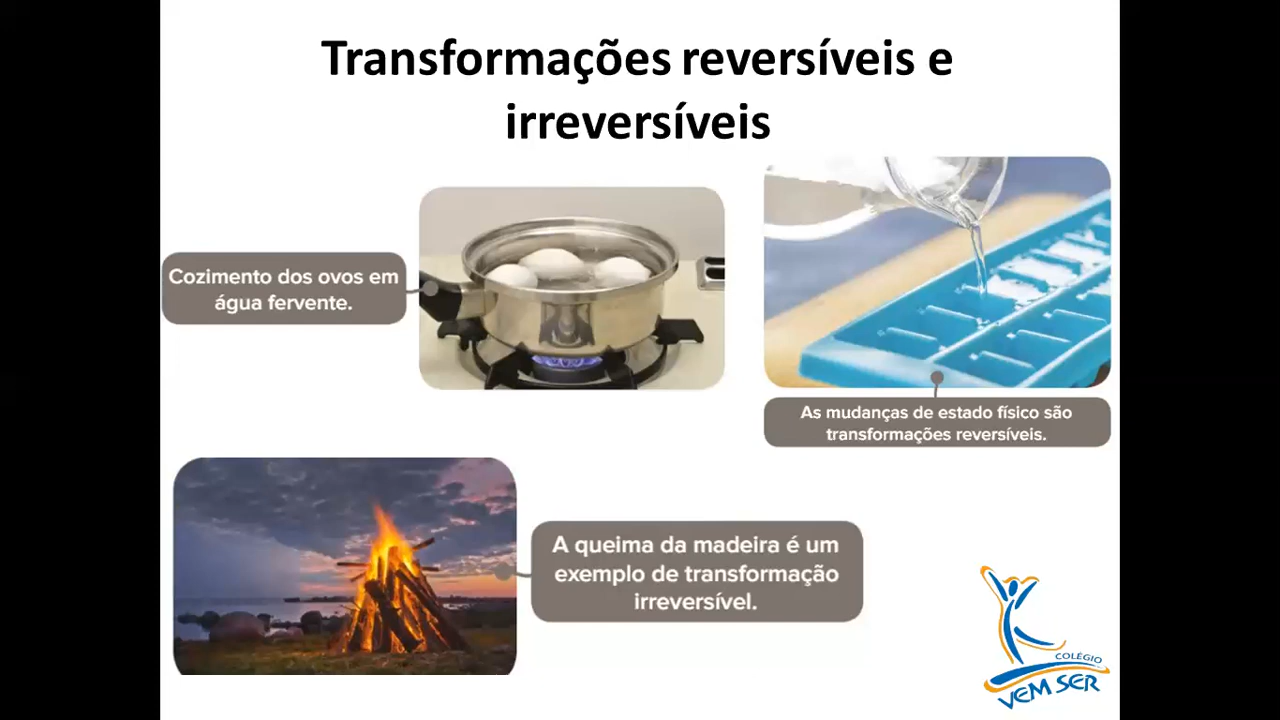 Transformações reversíveis e
irreversíveis
Cozimento dos ovos em
água fervente.
As mudanças de estado físico são
transformações reversíveis.
A queima da madeira é um
exemplo de transformação
irreversível.
COLÉGIO
VEM SER